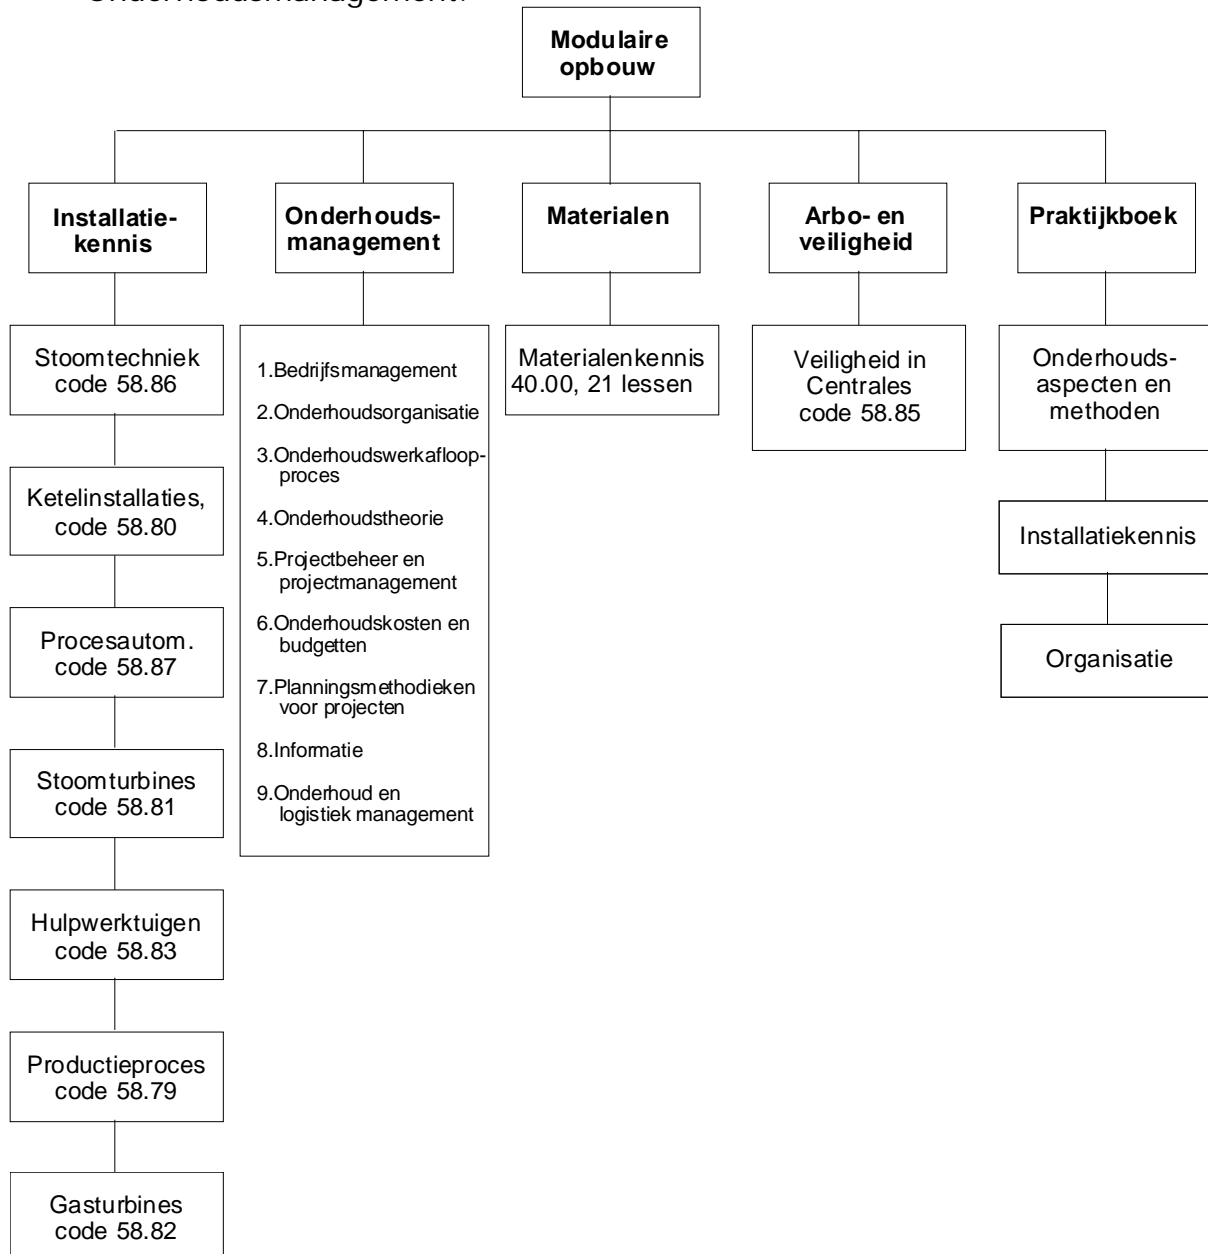 Onderhoudsmanagement.
Modulaire
opbouw
Installatie-
kennis
Stoomtechniek
code 58.86
Ketelinstallaties,
code 58.80
Procesautom.
code 58.87
Stoomturbines
code 58.81
Hulpwerktuigen
code 58.83
Productieproces
code 58.79
Gasturbines
code 58.82
Onderhouds-
management
1.Bedrijfsmanagement
2.Onderhoudsorganisatie
3.Onderhoudswerkafloop-
proces
4.Onderhoudstheorie
5.Projectbeheer en
projectmanagement
6.Onderhoudskosten en
budgetten
7.Planningsmethodieken
voor projecten
8.Informatie
9.Onderhoud en
logistiek management
Materialen
Materialenkennis
40.00, 21 lessen
Arbo- en
veiligheid
Veiligheid in
Centrales
code 58.85
Praktijkboek
Onderhouds-
aspecten en
methoden
Installatiekennis
Organisatie